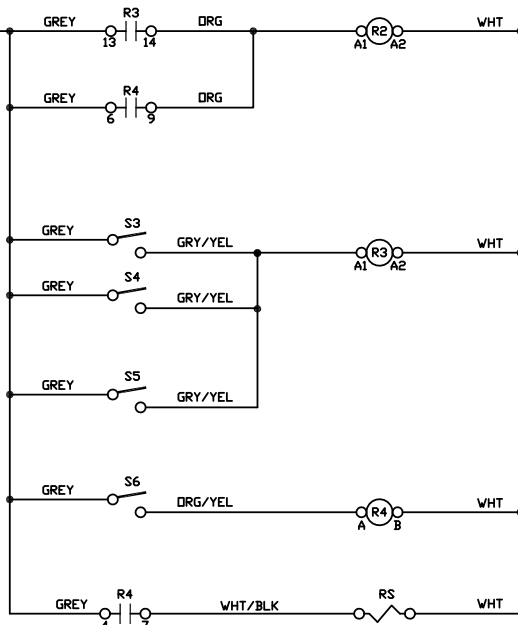 GREY R3 ORG WHT
13 14 A1 R2 A2
GREY R4 ORG
6 9
GREY S3 GRY/YEL WHT
A1 R3 A2
GREY S4 GRY/YEL
GREY S5 GRY/YEL
GREY S6 ORG/YEL WHT
A R4 B
GREY R4 WHT/BLK RS WHT